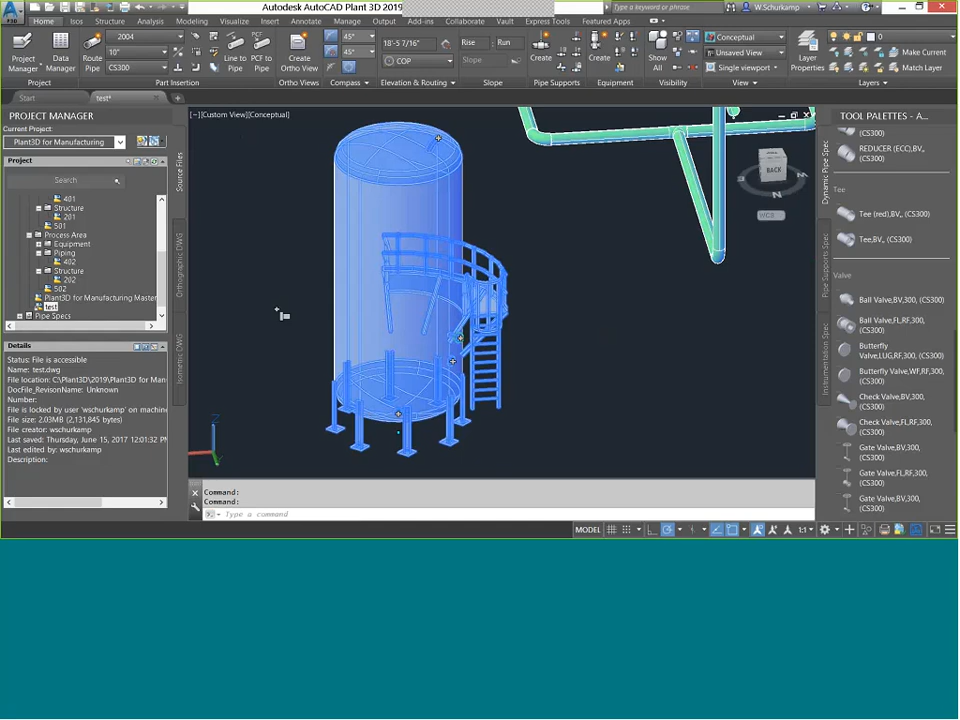 Autodesk AutoCAD Plant 3D 2019
Type a keyword or phrase
W.Schurkamp
Home Isos Structure Analysis Modeling Visualize Insert Annotate Manage Output Add-ins Collaborate Vault Express Tools Featured Apps
Project Manager
Data Manager
Route Pipe
2004
10"
CS300
Line to Pipe
PCF to Pipe
Create Ortho View
45°
45°
18'-5 7/16"
COP
Rise
Run
Slope
Create
Create
Show All
Conceptual
Unsaved View
Single viewport
Layer Properties
0
Make Current
Match Layer
Project
Part Insertion
Ortho Views
Compass
Elevation & Routing
Slope
Pipe Supports
Equipment
Visibility
View
Layers
Start
test*
PROJECT MANAGER
Current Project:
Plant3D for Manufacturing
Project
Search
401
Structure
201
501
Process Area
Equipment
Piping
402
Structure
202
502
Plant3D for Manufacturing Master
test
Pipe Specs
Details
Status: File is accessible
Name: test.dwg
File location: C:\Plant3D\2019\Plant3D for Man
DocFile_RevisonName: Unknown
Number:
File is locked by user 'wschurkamp' on machin
File size: 2.03MB (2,131,845 bytes)
File creator: wschurkamp
Last saved: Thursday, June 15, 2017 12:01:32 P
Last edited by: wschurkamp
Description:
Source Files
Orthographic DWG
Isometric DWG
[−][Custom View][Conceptual]
BACK
N
WCS
Z
Command:
Command:
Type a command
MODEL
1:1
TOOL PALETTES - A...
Dynamic Pipe Spec
Pipe Supports Spec
Instrumentation Spec
(CS300)
REDUCER (ECC),BV,,
(CS300)
Tee
Tee (red),BV,, (CS300)
Tee,BV,, (CS300)
Valve
Ball Valve,BV,300, (CS300)
Ball Valve,FL,RF,300,
(CS300)
Butterfly
Valve,LUG,RF,300, (CS300)
Butterfly Valve,WF,RF,300,
(CS300)
Check Valve,BV,300,
(CS300)
Check Valve,FL,RF,300,
(CS300)
Gate Valve,BV,300,
(CS300)
Gate Valve,FL,RF,300,
(CS300)
Gate Valve,BV,300,
(CS300)